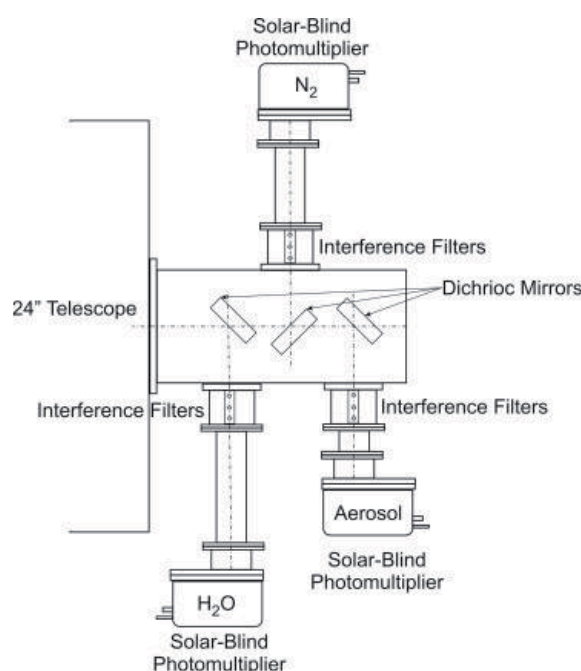 Solar-Blind
Photomultiplier
N2
Interference Filters
Dichrioc Mirrors
24" Telescope
Interference Filters
Interference Filters
Aerosol
Solar-Blind
Photomultiplier
H2O
Solar-Blind
Photomultiplier